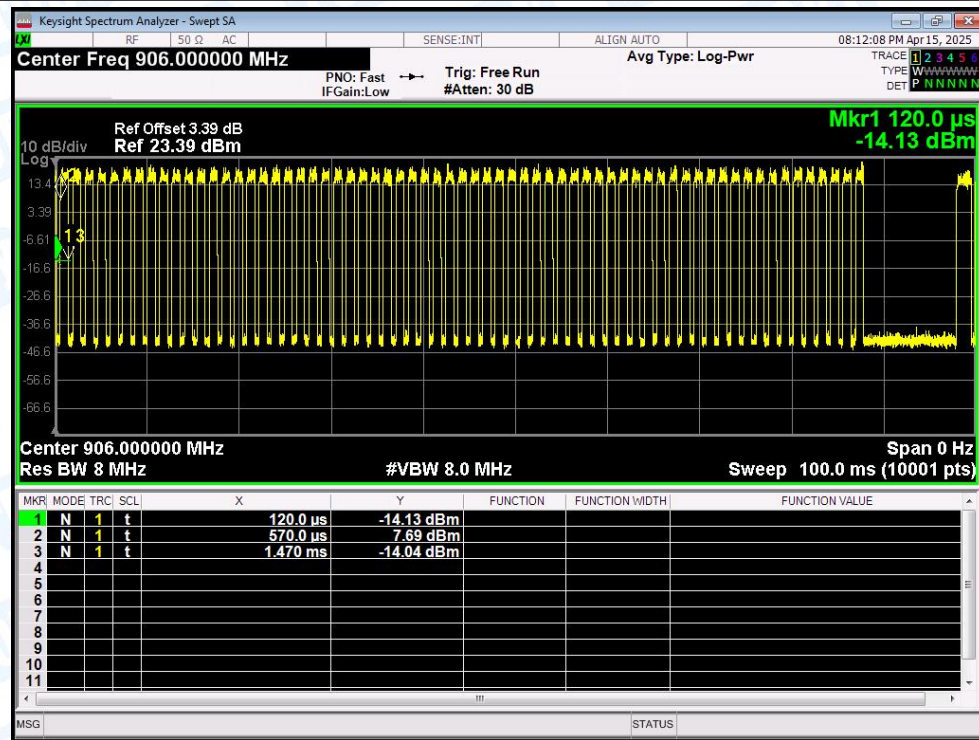 Keysight Spectrum Analyzer - Swept SA
LXI RF 50 Ω AC SENSE:INT ALIGN AUTO 08:12:08 PM Apr 15, 2025
Center Freq 906.000000 MHz
PNO: Fast
IFGain:Low
Trig: Free Run
#Atten: 30 dB
Avg Type: Log-Pwr
TRACE 1 2 3 4 5 6
TYPE WWWWWW
DET P N N N N N
Mkr1 120.0 µs
-14.13 dBm
10 dB/div
Log
Ref Offset 3.39 dB
Ref 23.39 dBm
13.4
3.39
-6.61
-16.6
-26.6
-36.6
-46.6
-56.6
-66.6
2
1 3
Center 906.000000 MHz Span 0 Hz
Res BW 8 MHz #VBW 8.0 MHz Sweep 100.0 ms (10001 pts)
MKR MODE TRC SCL X Y FUNCTION FUNCTION WIDTH FUNCTION VALUE
1 N 1 t 120.0 µs -14.13 dBm
2 N 1 t 570.0 µs 7.69 dBm
3 N 1 t 1.470 ms -14.04 dBm
4
5
6
7
8
9
10
11
MSG STATUS